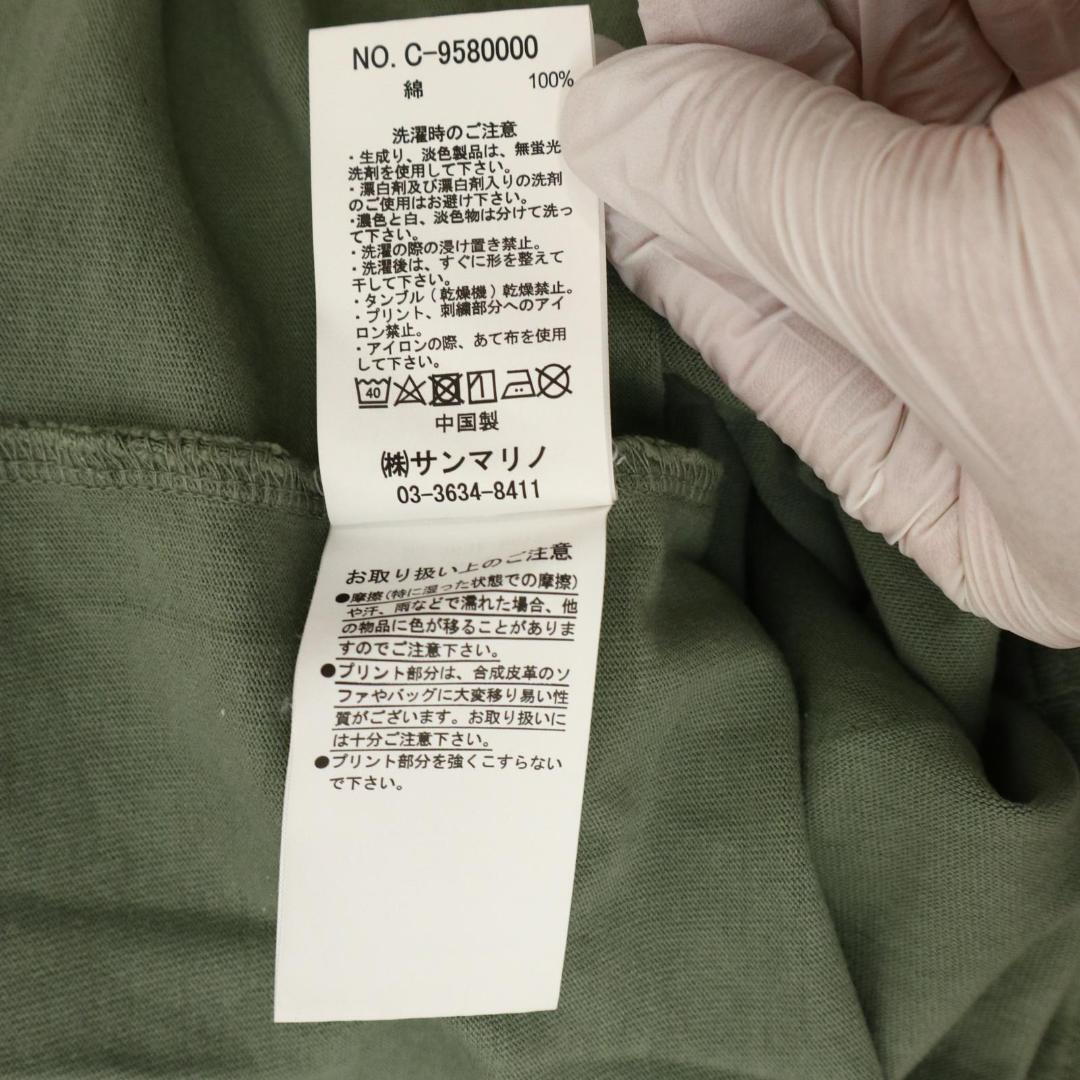 NO. C-9580000
綿 100%
洗濯時のご注意
・生成り、淡色製品は、無蛍光
洗剤を使用して下さい。
・漂白剤及び漂白剤入りの洗剤
のご使用はお避け下さい。
・濃色と白、淡色物は分けて洗っ
て下さい。
・洗濯の際の浸け置き禁止。
・洗濯後は、すぐに形を整えて
干して下さい。
・タンブル(乾燥機)乾燥禁止。
・プリント、刺繍部分へのアイ
ロン禁止。
・アイロンの際、あて布を使用
して下さい。
40
中国製
㈱サンマリノ
03-3634-8411
お取り扱い上のご注意
●摩擦(特に湿った状態での摩擦)
や汗、雨などで濡れた場合、他
の物品に色が移ることがありま
すのでご注意下さい。
●プリント部分は、合成皮革のソ
ファやバッグに大変移り易い性
質がございます。お取り扱いに
は十分ご注意下さい。
●プリント部分を強くこすらない
で下さい。